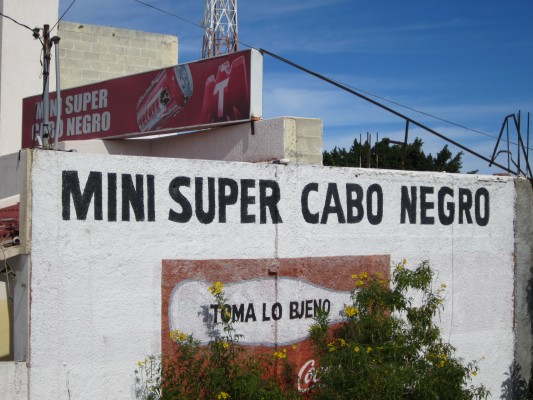 MINI SUPER
CABO NEGRO
T
MINI SUPER CABO NEGRO
TOMA LO BUENO